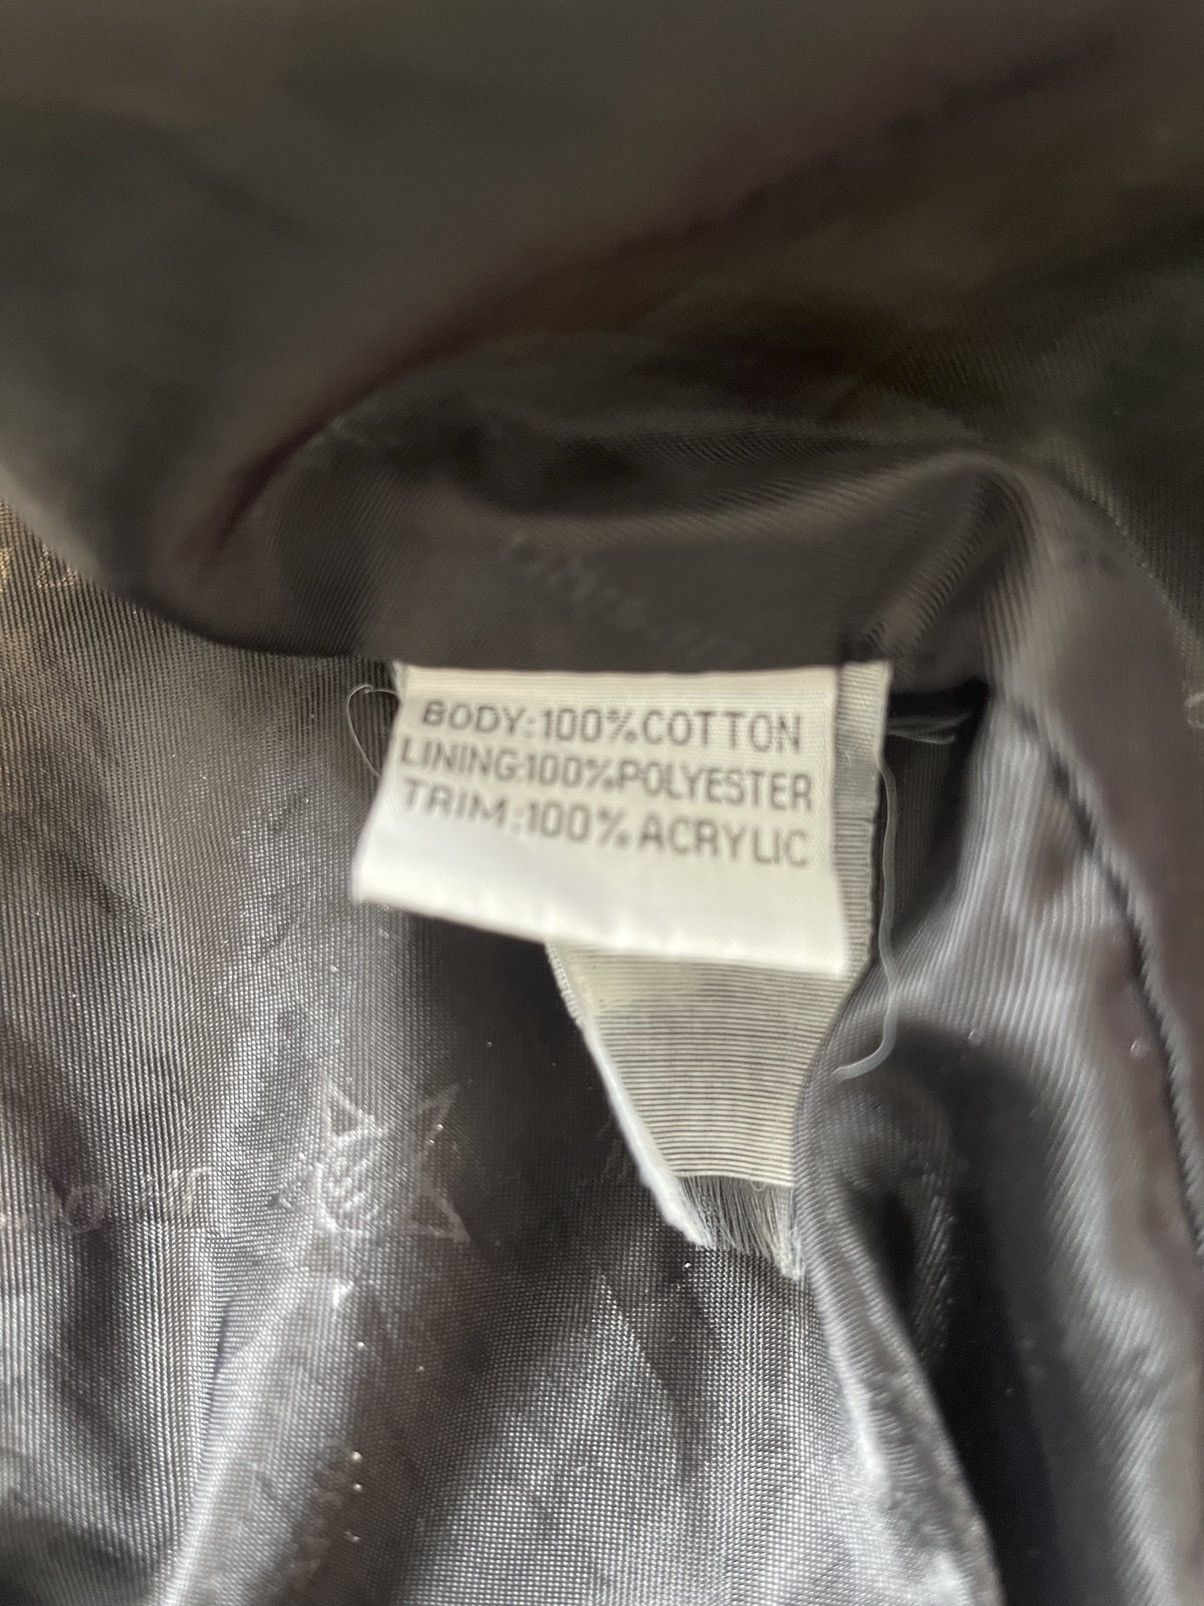 BODY:100%COTTON
LINING:100%POLYESTER
TRIM:100%ACRYLIC